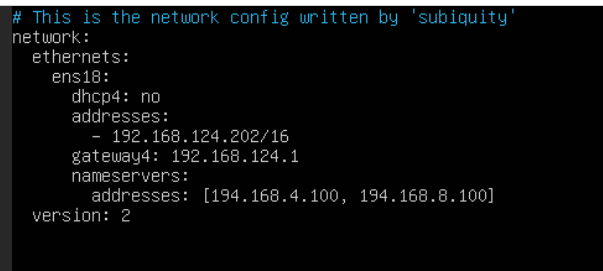 # This is the network config written by 'subiquity'
network:
  ethernets:
    ens18:
      dhcp4: no
      addresses:
        - 192.168.124.202/16
      gateway4: 192.168.124.1
      nameservers:
        addresses: [194.168.4.100, 194.168.8.100]
  version: 2